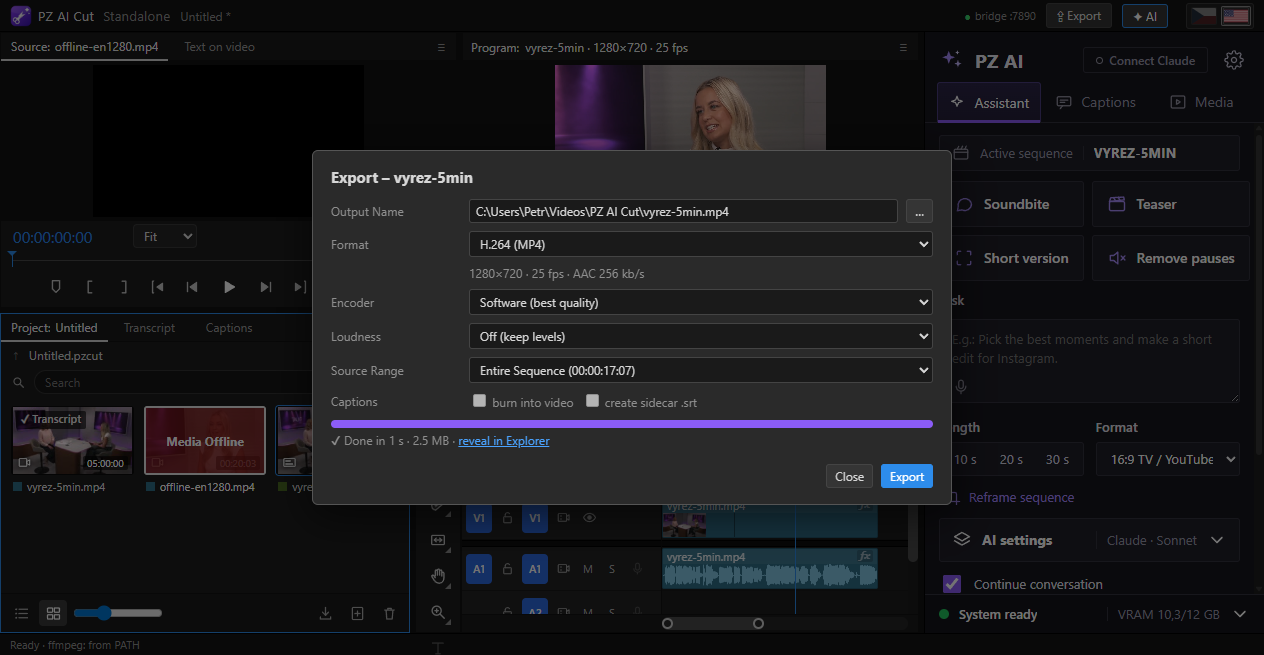 PZ AI Cut Standalone Untitled *
bridge :7890 Export AI
Source: offline-en1280.mp4 Text on video
Program: vyrez-5min · 1280×720 · 25 fps
PZ AI Connect Claude
Assistant Captions Media
Active sequence VYREZ-5MIN
Soundbite Teaser
Short version Remove pauses
sk
E.g.: Pick the best moments and make a short
edit for Instagram.
ngth Format
10 s 20 s 30 s 16:9 TV / YouTube
Reframe sequence
AI settings Claude · Sonnet
Continue conversation
System ready VRAM 10,3/12 GB
00:00:00:00 Fit
Export – vyrez-5min
Output Name C:\Users\Petr\Videos\PZ AI Cut\vyrez-5min.mp4 ...
Format H.264 (MP4)
1280×720 · 25 fps · AAC 256 kb/s
Encoder Software (best quality)
Loudness Off (keep levels)
Source Range Entire Sequence (00:00:17:07)
Captions burn into video create sidecar .srt
✓ Done in 1 s · 2.5 MB · reveal in Explorer
Close Export
Project: Untitled Transcript Captions
↑ Untitled.pzcut
Search
✓ Transcript
Media Offline
05:00:00 00:20:03
vyrez-5min.mp4 offline-en1280.mp4 vyre
V1 V1 vyrez-5min.mp4 fx
A1 A1 M S vyrez-5min.mp4 fx
A2 M S
Ready · ffmpeg: from PATH